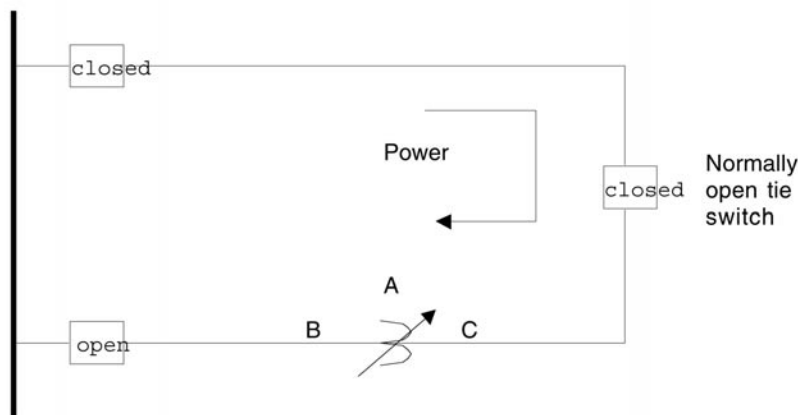 closed
Power
closed
Normally
open tie
switch
A
B
C
open